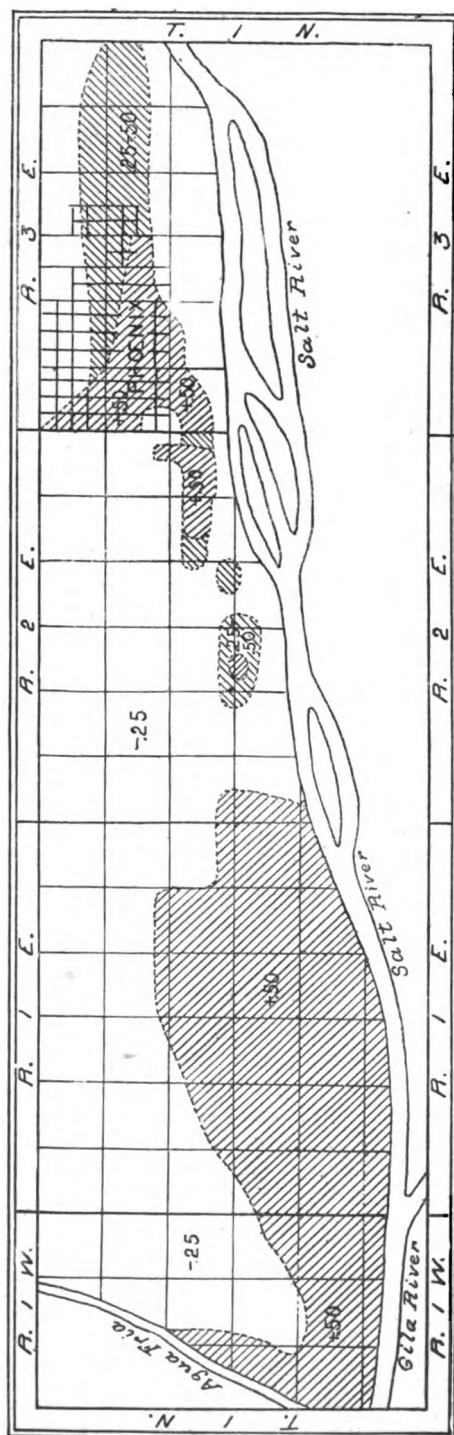 R. 1 W.
R. 1 E.
R. 2 E.
R. 3 E.
T. 1 N.
T. 1 N.
Agua Fria
-.25
-.25
+.50
+.50
.25
.50
+.50
+.50
+.50
PHOENIX
.25-.50
Salt River
Salt River
Gila River
R. 1 W.
R. 1 E.
R. 2 E.
R. 3 E.